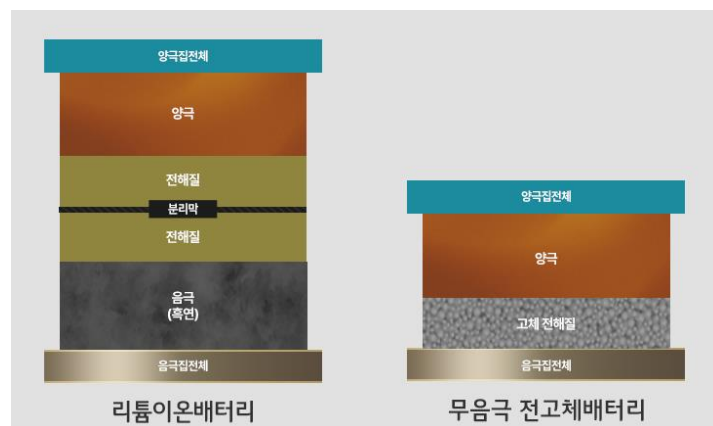 양극집전체
양극
전해질
분리막
전해질
음극
(흑연)
음극집전체
리튬이온배터리
양극집전체
양극
고체 전해질
음극집전체
무음극 전고체배터리